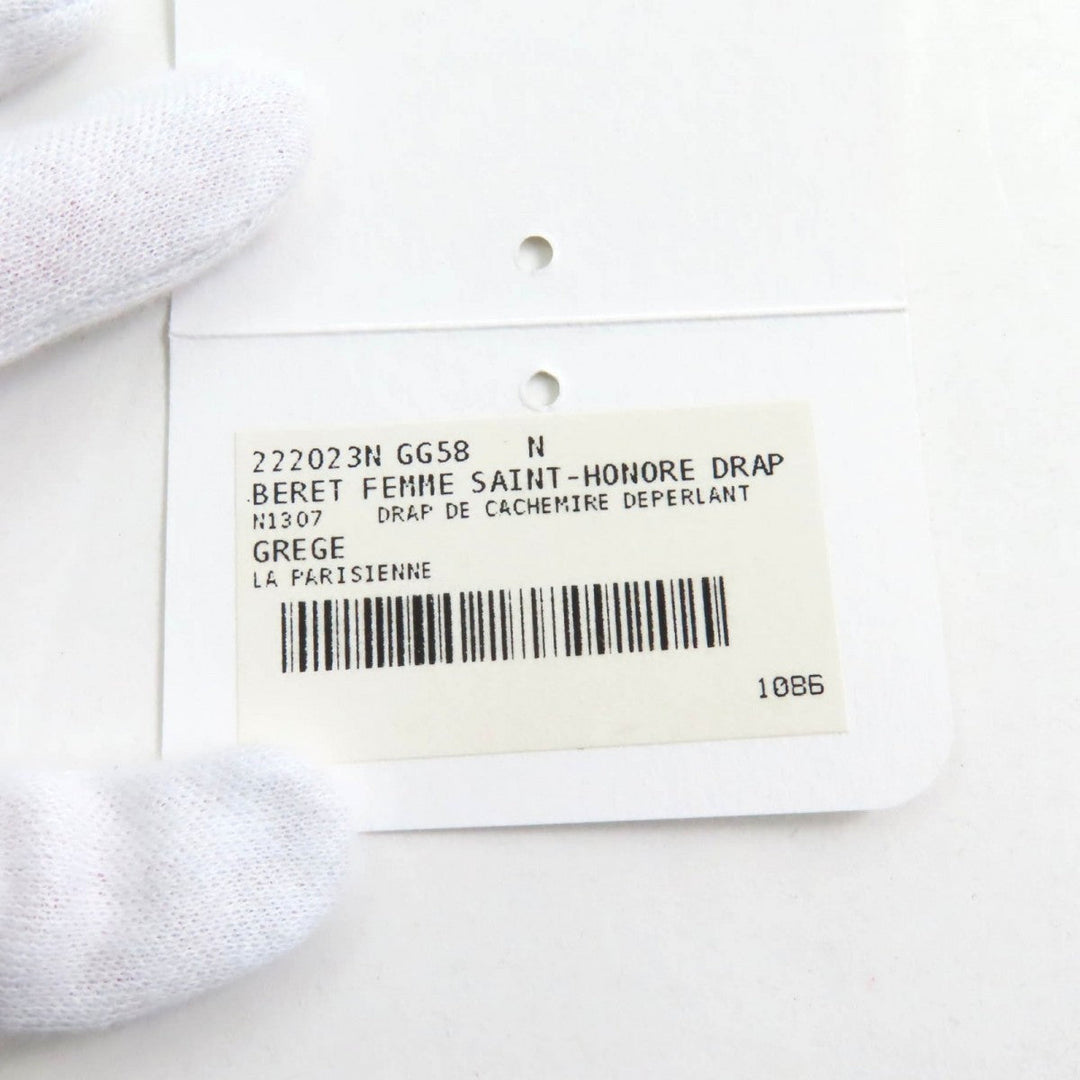 222023N GG58 N
BERET FEMME SAINT-HONORE DRAP
N1307 DRAP DE CACHEMIRE DEPERLANT
GREGE
LA PARISIENNE
1086